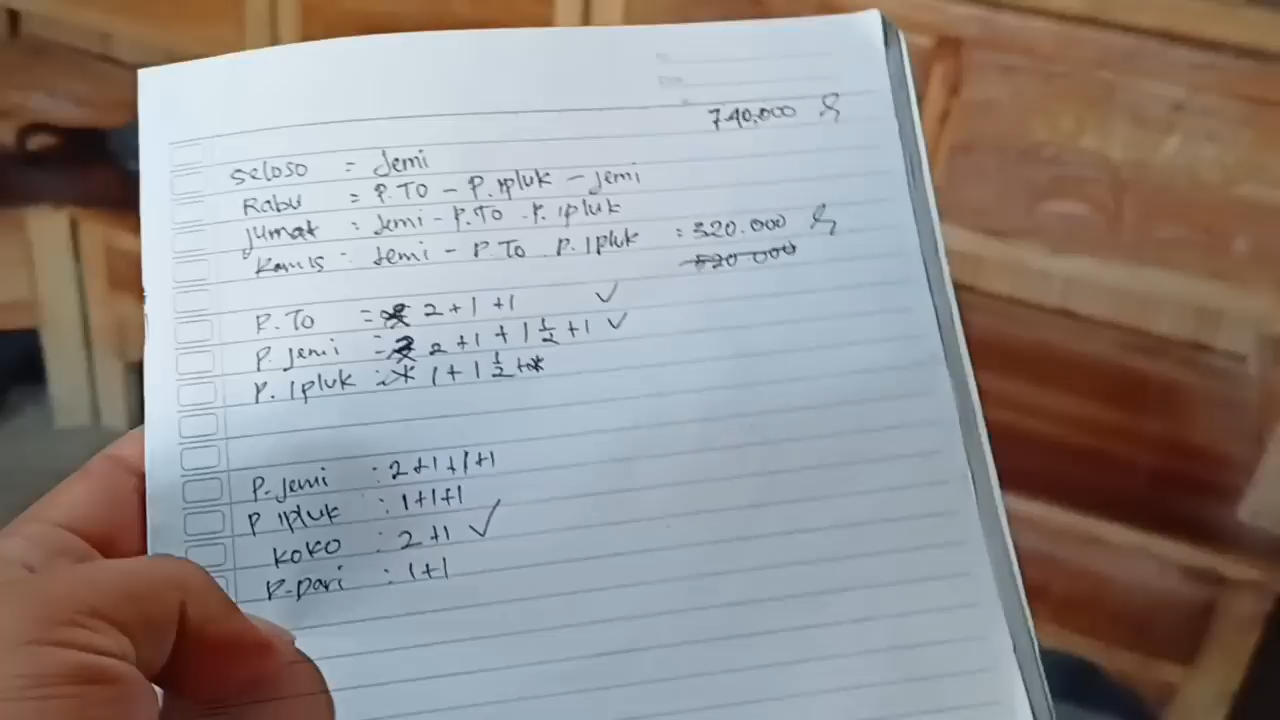 740.000
Seloso = Jemi
Rabu = P.TO - P.Ipluk - Jemi
Jumat = Jemi - P.TO - P.Ipluk
Kamis = Jemi - P.TO P.Ipluk = 320.000
520 000
P.TO = 2 + 1 + 1 ✓
P. Jemi = 2 + 1 + 1 1/2 + 1 ✓
P. Ipluk = 1 + 1 1/2
P. Jemi : 2 + 1 + 1 + 1
P Ipluk : 1 + 1 + 1
KOKO : 2 + 1 ✓
P. Dari : 1 + 1